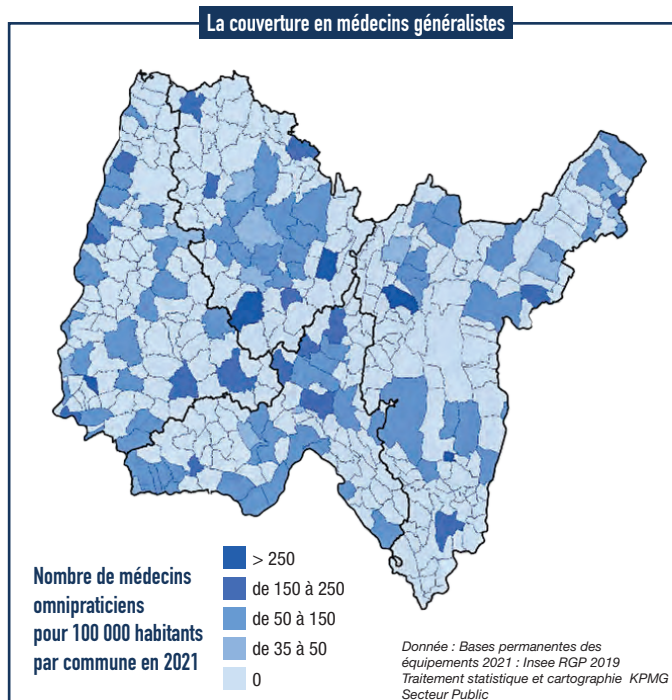 La couverture en médecins généralistes
Nombre de médecins
omnipraticiens
pour 100 000 habitants
par commune en 2021
> 250
de 150 à 250
de 50 à 150
de 35 à 50
0
Donnée : Bases permanentes des
équipements 2021 : Insee RGP 2019
Traitement statistique et cartographie KPMG
Secteur Public